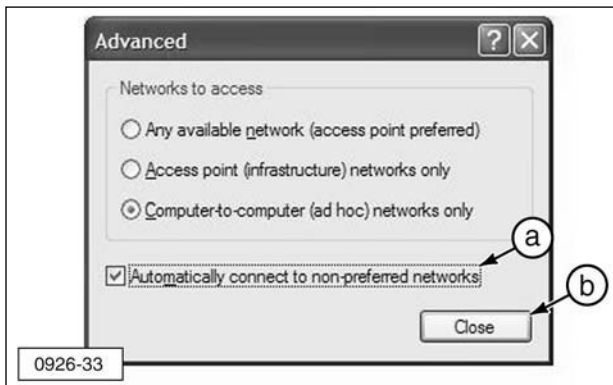 Advanced
Networks to access
Any available network (access point preferred)
Access point (infrastructure) networks only
Computer-to-computer (ad hoc) networks only
a
Automatically connect to non-preferred networks
b
Close
0926-33